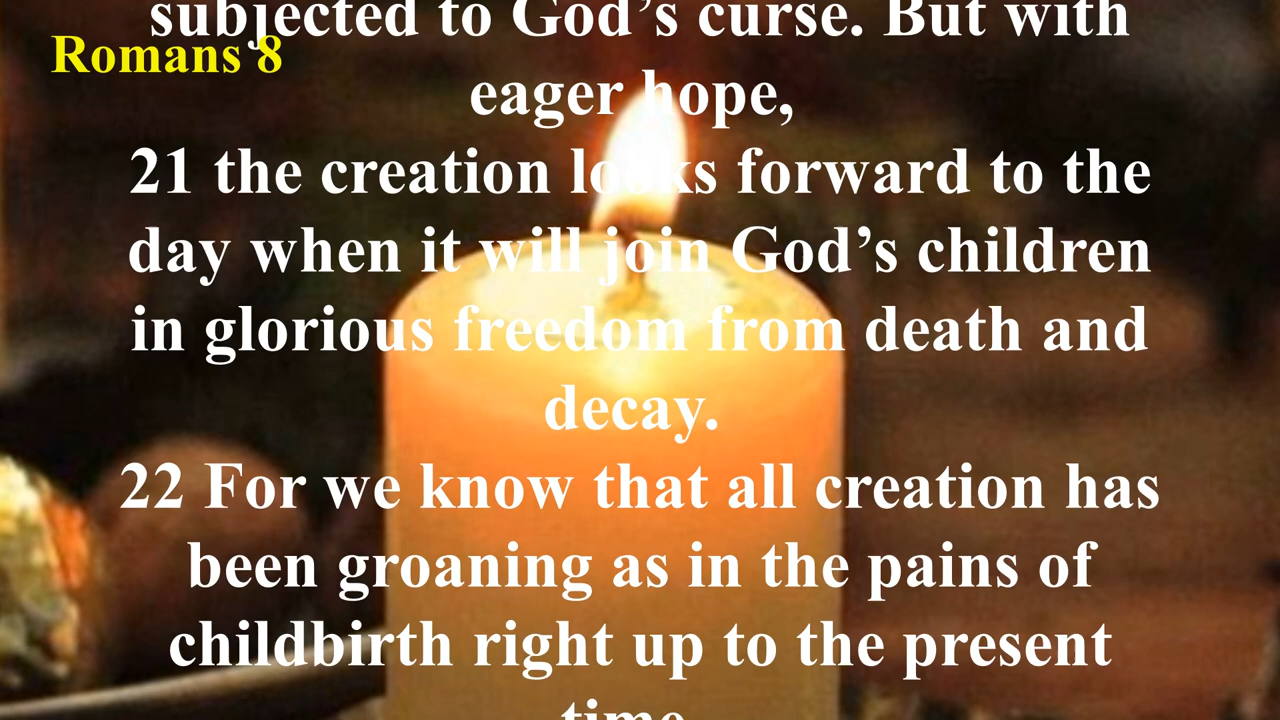 subjected to God’s curse. But with
Romans 8
eager hope,
21 the creation looks forward to the
day when it will join God’s children
in glorious freedom from death and
decay.
22 For we know that all creation has
been groaning as in the pains of
childbirth right up to the present
time.